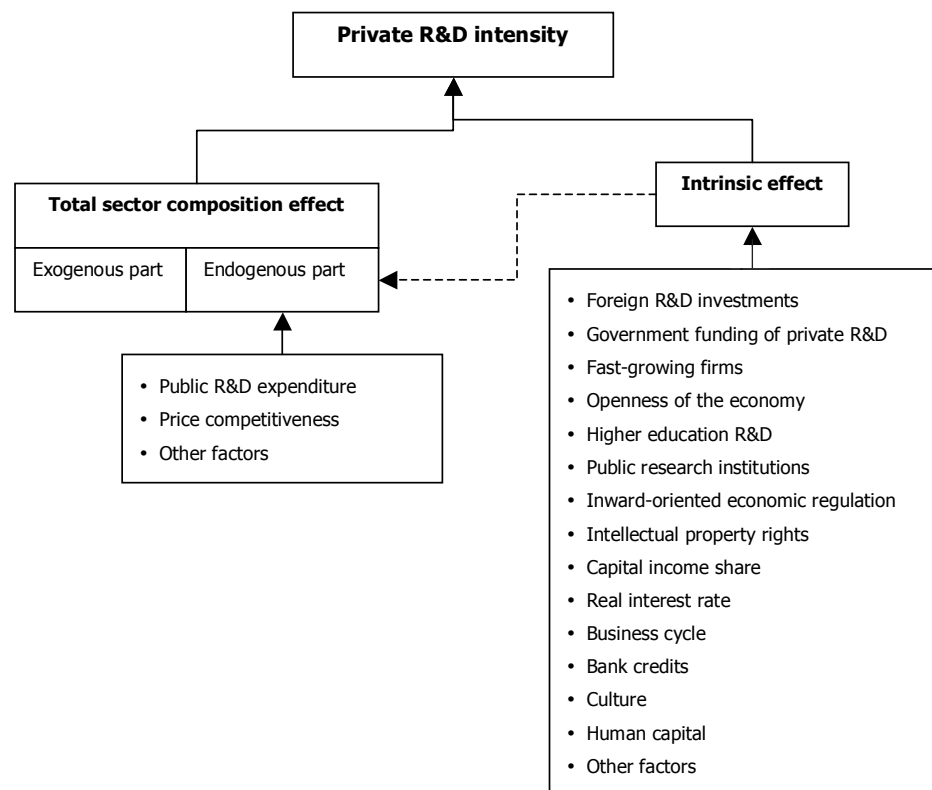 Private R&D intensity
Total sector composition effect
Exogenous part
Endogenous part
• Public R&D expenditure
• Price competitiveness
• Other factors
Intrinsic effect
• Foreign R&D investments
• Government funding of private R&D
• Fast-growing firms
• Openness of the economy
• Higher education R&D
• Public research institutions
• Inward-oriented economic regulation
• Intellectual property rights
• Capital income share
• Real interest rate
• Business cycle
• Bank credits
• Culture
• Human capital
• Other factors